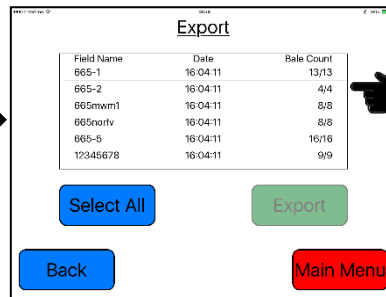 Export
Field Name Date Bale Count
665-1 16:04:11 13/13
665-2 16:04:11 4/4
665mwm1 16:04:11 8/8
665norfv 16:04:11 8/8
665-5 16:04:11 16/16
12345678 16:04:11 9/9
Select All Export
Back Main Menu